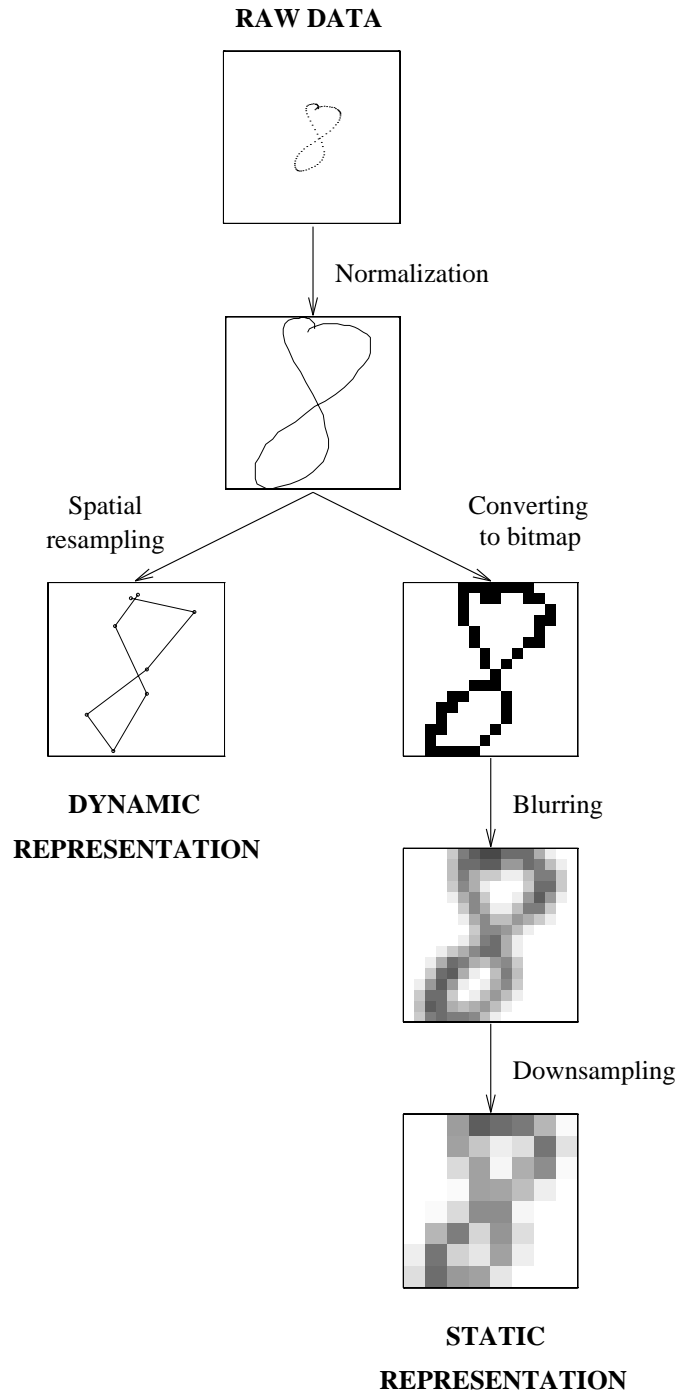 RAW DATA
Normalization
Spatial
resampling
Converting
to bitmap
DYNAMIC
REPRESENTATION
Blurring
Downsampling
STATIC
REPRESENTATION